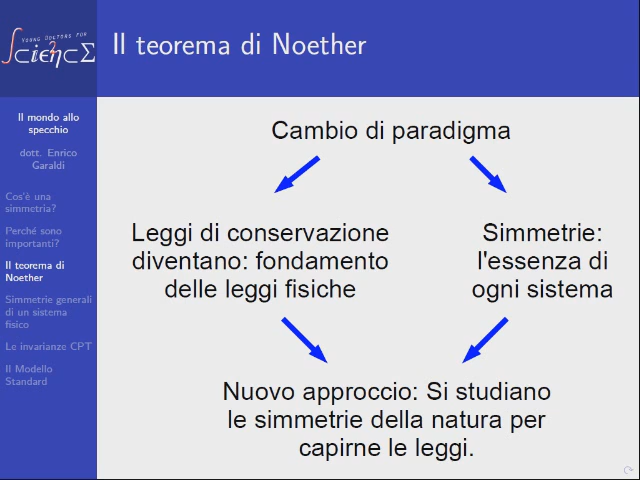 YOUNG DOCTORS FOR
Il teorema di Noether
Il mondo allo
specchio
dott. Enrico
Garaldi
Cos'è una
simmetria?
Perché sono
importanti?
Il teorema di
Noether
Simmetrie generali
di un sistema
fisico
Le invarianze CPT
Il Modello
Standard
Cambio di paradigma
Leggi di conservazione
diventano: fondamento
delle leggi fisiche
Simmetrie:
l'essenza di
ogni sistema
Nuovo approccio: Si studiano
le simmetrie della natura per
capirne le leggi.